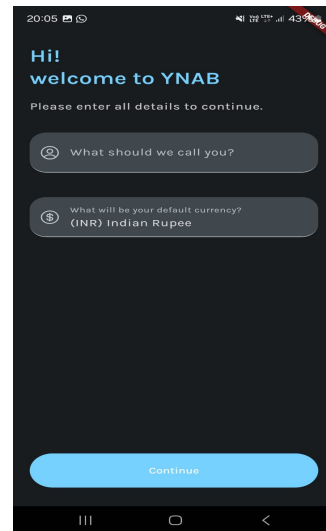 20:05
43%
DEBUG
Hi!
welcome to YNAB
Please enter all details to continue.
What should we call you?
What will be your default currency?
(INR) Indian Rupee
Continue